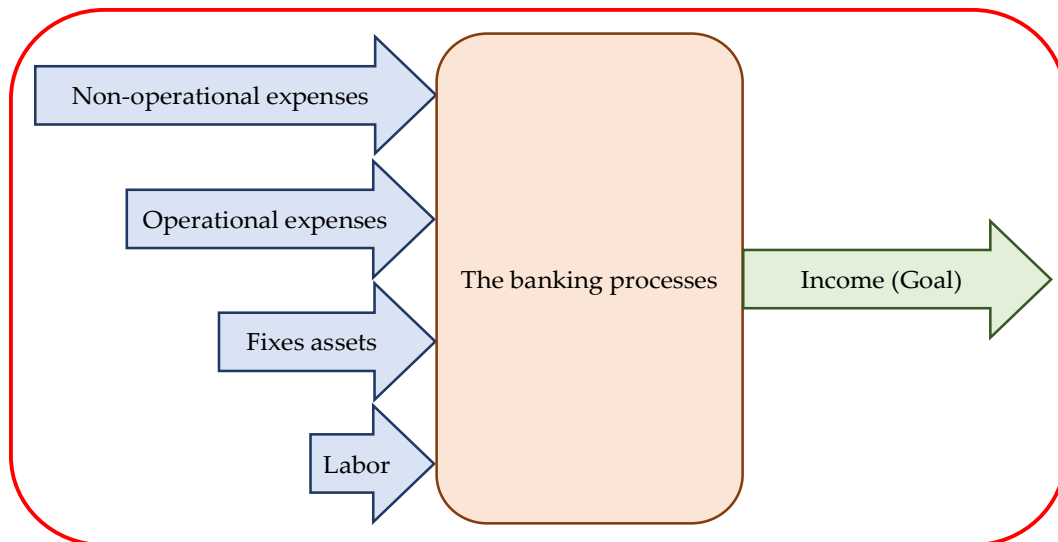 Non-operational expenses
Operational expenses
The banking processes
Income (Goal)
Fixes assets
Labor